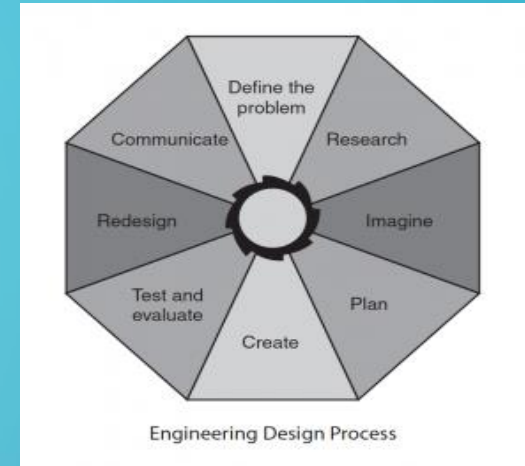 Define the
problem
Research
Imagine
Plan
Create
Test and
evaluate
Redesign
Communicate
Engineering Design Process